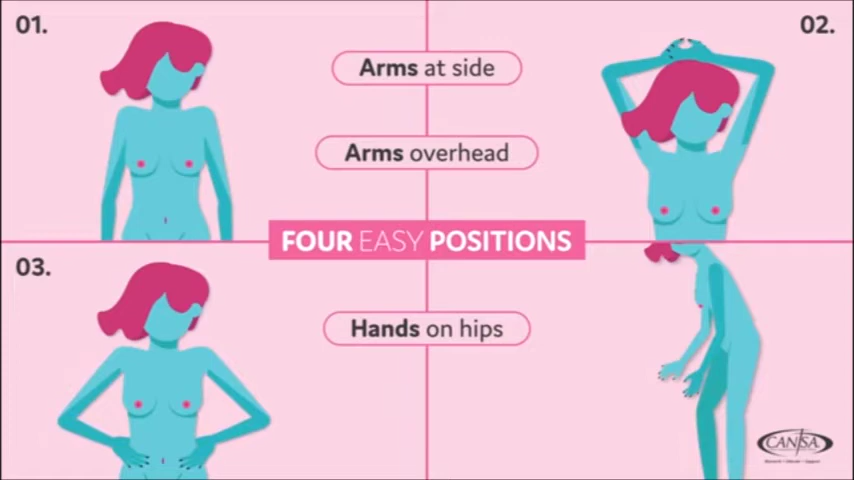 01.
02.
Arms at side
Arms overhead
FOUR EASY POSITIONS
03.
Hands on hips
CANSA